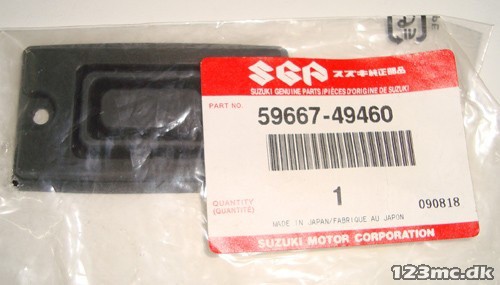 SGP スズキ純正部品
SUZUKI GENUINE PARTS/PIÈCES D'ORIGINE DE SUZUKI
PART NO. 59667-49460
QUANTITY
(QUANTITÉ)
1
090818
MADE IN JAPAN/FABRIQUE AU JAPON
SUZUKI MOTOR CORPORATION
123mc.dk